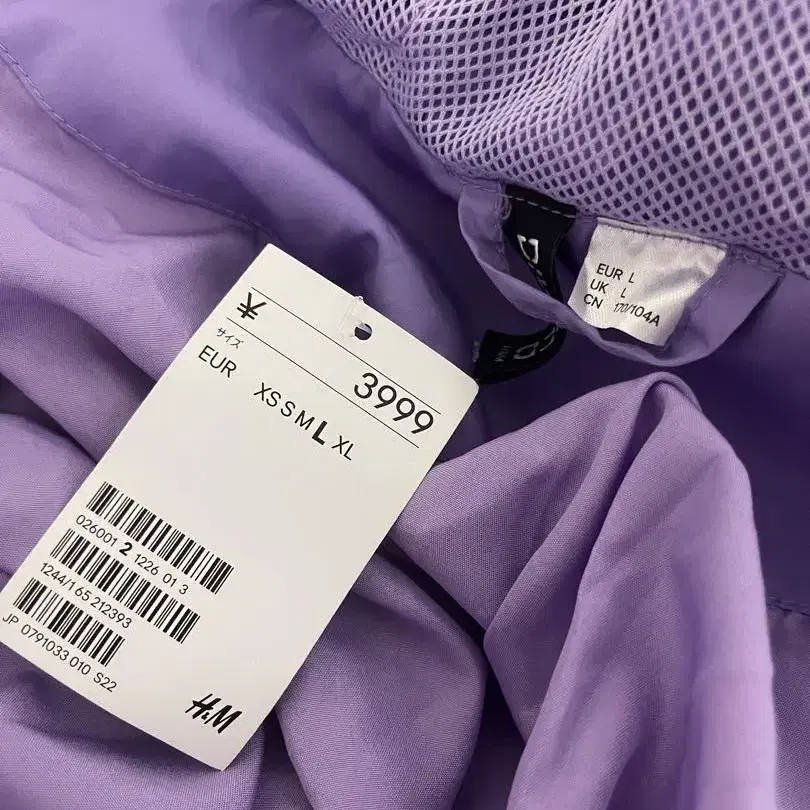 ¥ 3999
サイズ
EUR XS S M L XL
026001 2 1226 01 3
1244/165 212393
JP 0791033 010 S22
H&M
EUR L
UK L
CN 170/104A